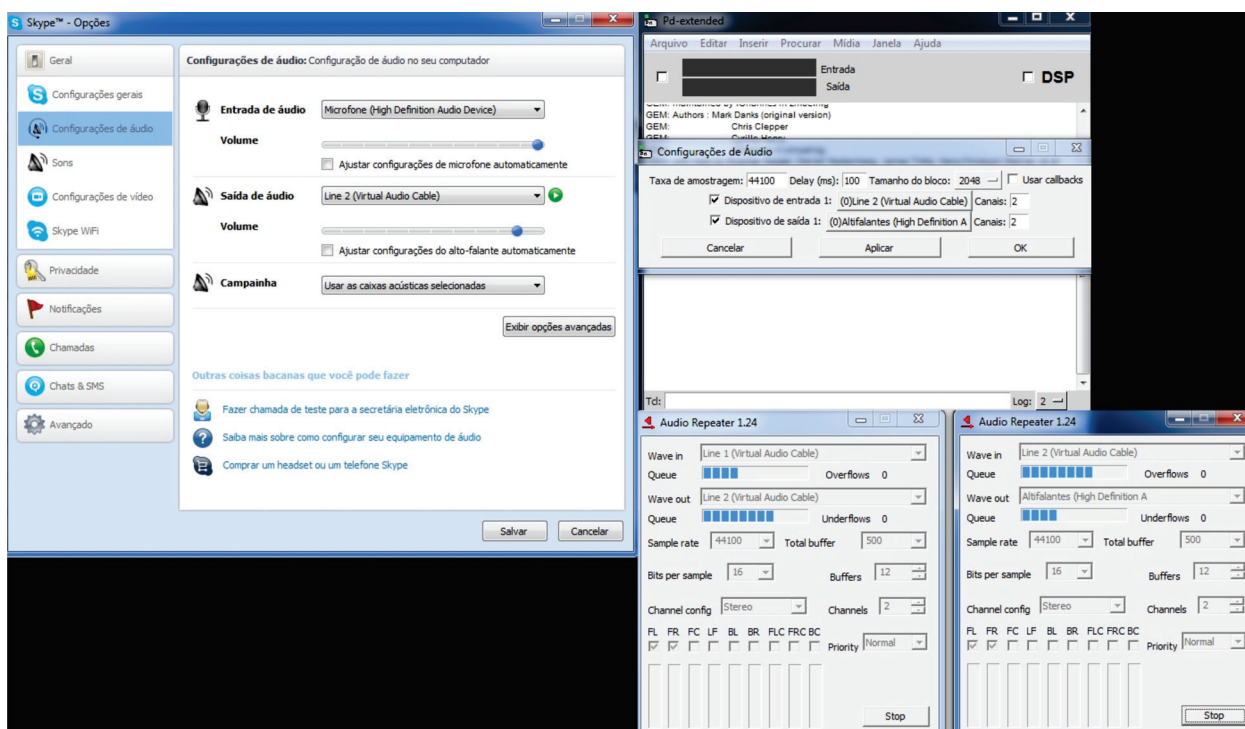 Skype™ - Opções
Geral
Configurações gerais
Configurações de áudio
Sons
Configurações de vídeo
Skype WiFi
Privacidade
Notificações
Chamadas
Chats & SMS
Avançado
Configurações de áudio: Configuração de áudio no seu computador
Entrada de áudio Microfone (High Definition Audio Device)
Volume
Ajustar configurações de microfone automaticamente
Saída de áudio Line 2 (Virtual Audio Cable)
Volume
Ajustar configurações do alto-falante automaticamente
Campainha Usar as caixas acústicas selecionadas
Exibir opções avançadas
Outras coisas bacanas que você pode fazer
Fazer chamada de teste para a secretária eletrônica do Skype
Saiba mais sobre como configurar seu equipamento de áudio
Comprar um headset ou um telefone Skype
Salvar Cancelar
Pd-extended
Arquivo Editar Inserir Procurar Mídia Janela Ajuda
Entrada
Saída
DSP
GEM: Authors : Mark Danks (original version)
GEM: Chris Clepper
GEM:
Configurações de Áudio
Taxa de amostragem: 44100 Delay (ms): 100 Tamanho do bloco: 2048 Usar callbacks
Dispositivo de entrada 1: (0)Line 2 (Virtual Audio Cable) Canais: 2
Dispositivo de saída 1: (0)Altifalantes (High Definition A Canais: 2
Cancelar Aplicar OK
Td: Log: 2
Audio Repeater 1.24
Wave in Line 1 (Virtual Audio Cable)
Queue Overflows 0
Wave out Line 2 (Virtual Audio Cable)
Queue Underflows 0
Sample rate 44100 Total buffer 500
Bits per sample 16 Buffers 12
Channel config Stereo Channels 2
FL FR FC LF BL BR FLC FRC BC
Priority Normal
Stop
Audio Repeater 1.24
Wave in Line 2 (Virtual Audio Cable)
Queue Overflows 0
Wave out Altifalantes (High Definition A
Queue Underflows 0
Sample rate 44100 Total buffer 500
Bits per sample 16 Buffers 12
Channel config Stereo Channels 2
FL FR FC LF BL BR FLC FRC BC
Priority Normal
Stop